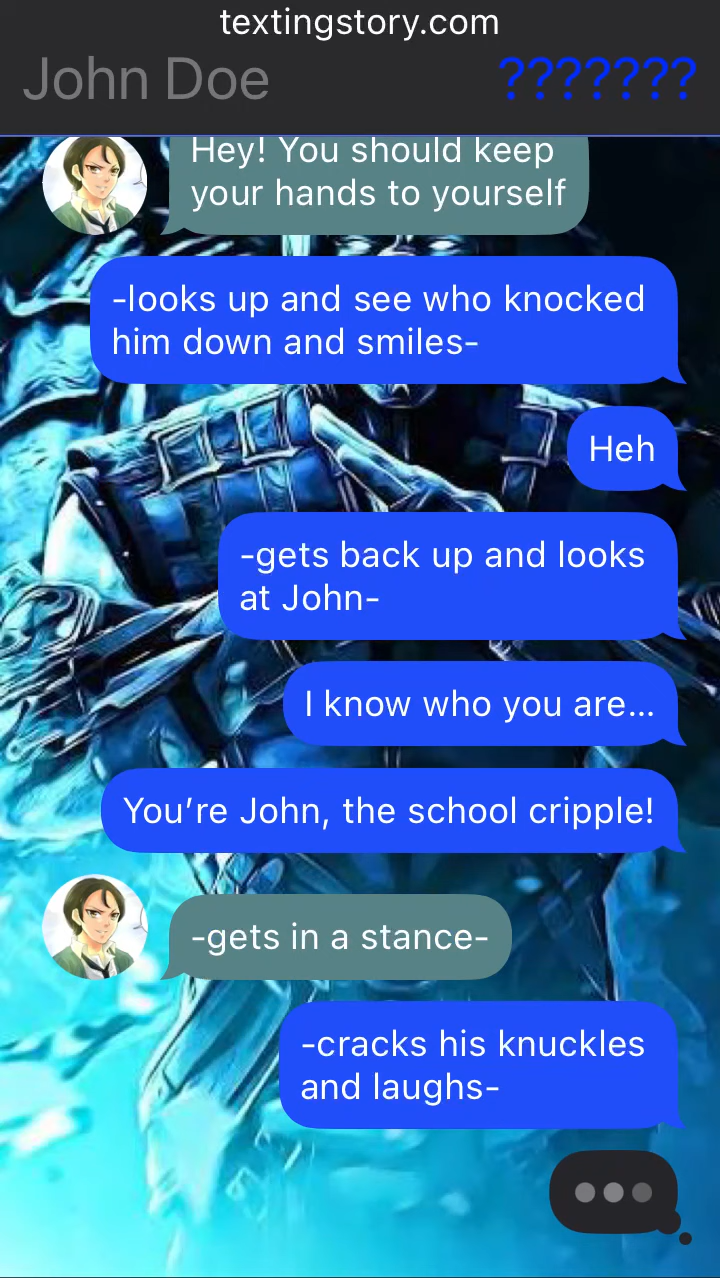 textingstory.com
John Doe
???????
Hey! You should keep
your hands to yourself
-looks up and see who knocked
him down and smiles-
Heh
-gets back up and looks
at John-
I know who you are...
You’re John, the school cripple!
-gets in a stance-
-cracks his knuckles
and laughs-